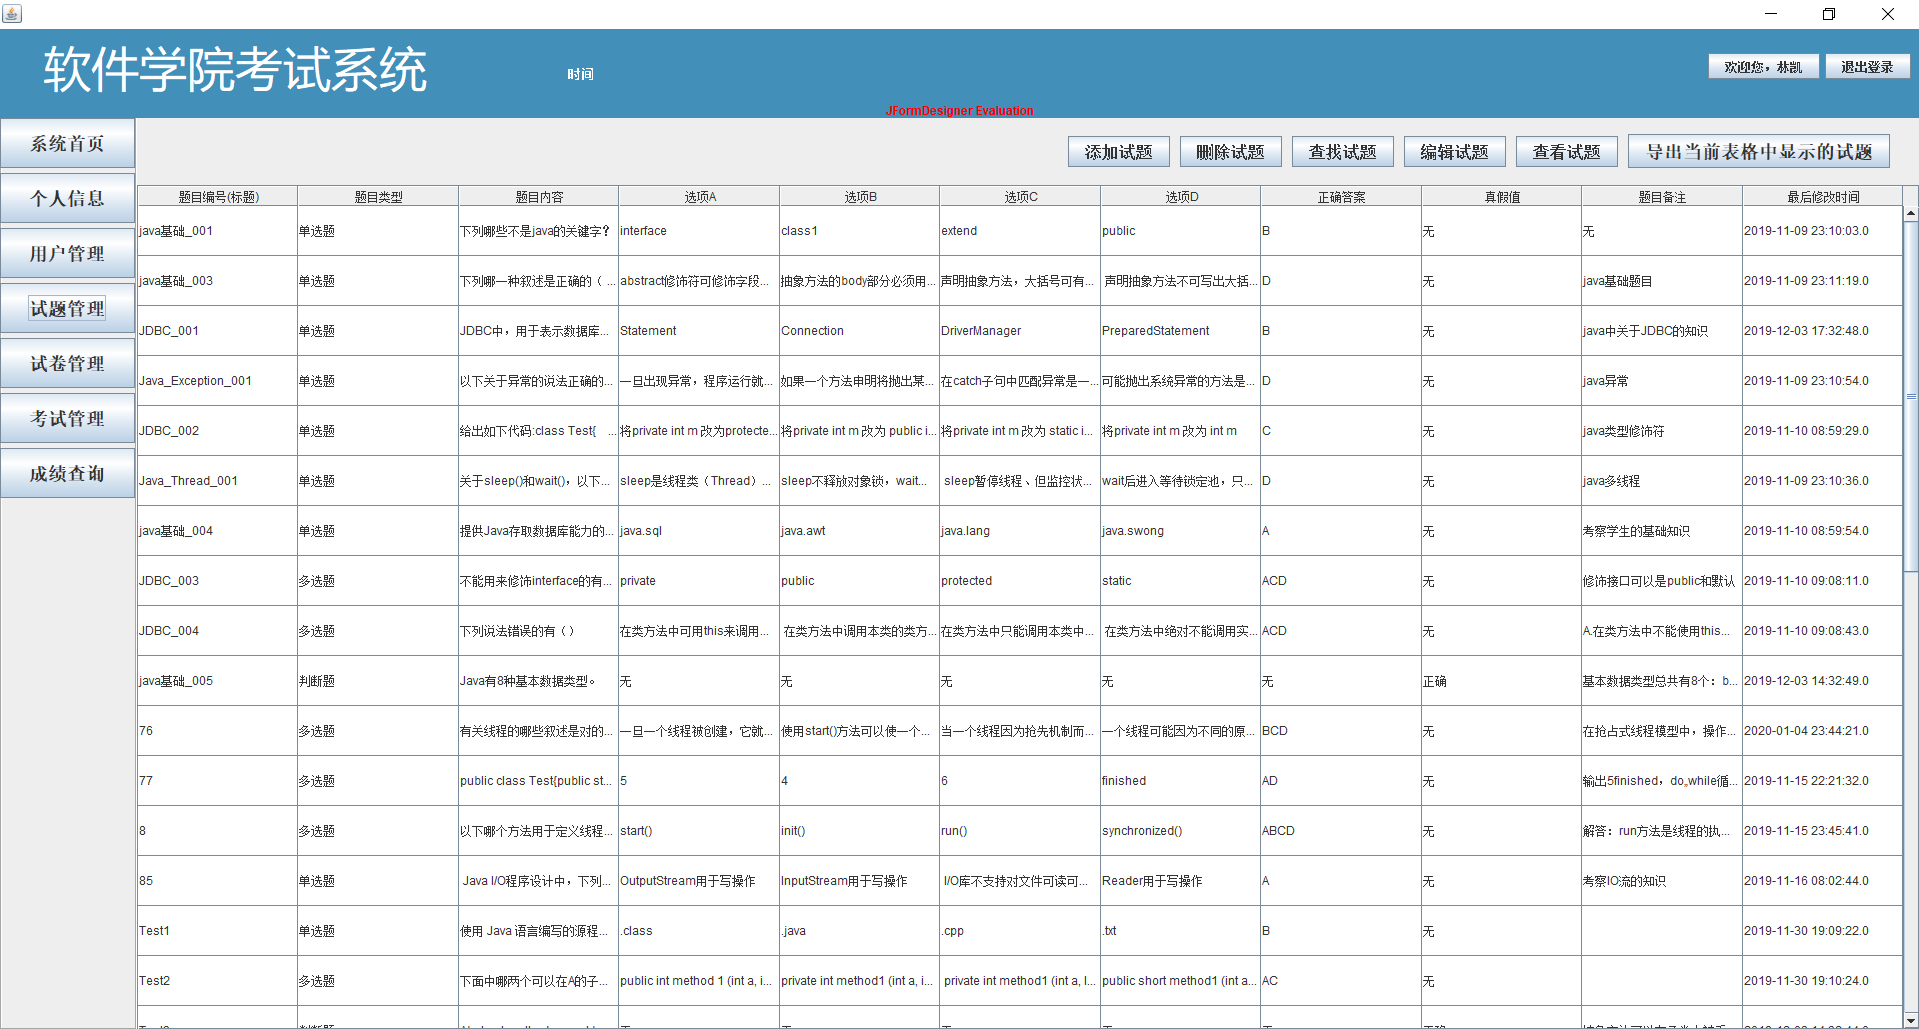 软件学院考试系统
时间
欢迎您，林凯 退出登录
JFormDesigner Evaluation
系统首页
个人信息
用户管理
试题管理
试卷管理
考试管理
成绩查询
添加试题 删除试题 查找试题 编辑试题 查看试题 导出当前表格中显示的试题
题目编号(标题) 题目类型 题目内容 选项A 选项B 选项C 选项D 正确答案 真假值 题目备注 最后修改时间
java基础_001 单选题 下列哪些不是java的关键字? interface class1 extend public B 无 无 2019-11-09 23:10:03.0
java基础_003 单选题 下列哪一种叙述是正确的（ ... abstract修饰符可修饰字段... 抽象方法的body部分必须用... 声明抽象方法，大括号可有... 声明抽象方法不可写出大括... D 无 java基础题目 2019-11-09 23:11:19.0
JDBC_001 单选题 JDBC中，用于表示数据库... Statement Connection DriverManager PreparedStatement B 无 java中关于JDBC的知识 2019-12-03 17:32:48.0
Java_Exception_001 单选题 以下关于异常的说法正确的... 一旦出现异常，程序运行就... 如果一个方法申明将抛出某... 在catch子句中匹配异常是一... 可能抛出系统异常的方法是... D 无 java异常 2019-11-09 23:10:54.0
JDBC_002 单选题 给出如下代码:class Test{ ... 将private int m 改为protecte... 将private int m 改为 public i... 将private int m 改为 static i... 将private int m 改为 int m C 无 java类型修饰符 2019-11-10 08:59:29.0
Java_Thread_001 单选题 关于sleep()和wait()，以下... sleep是线程类（Thread）... sleep不释放对象锁，wait... sleep暂停线程、但监控状... wait后进入等待锁定池，只... D 无 java多线程 2019-11-09 23:10:36.0
java基础_004 单选题 提供Java存取数据库能力的... java.sql java.awt java.lang java.swong A 无 考察学生的基础知识 2019-11-10 08:59:54.0
JDBC_003 多选题 不能用来修饰interface的有... private public protected static ACD 无 修饰接口可以是public和默认 2019-11-10 09:08:11.0
JDBC_004 多选题 下列说法错误的有（） 在类方法中可用this来调用... 在类方法中调用本类的类方... 在类方法中只能调用本类中... 在类方法中绝对不能调用实... ACD 无 A.在类方法中不能使用this... 2019-11-10 09:08:43.0
java基础_005 判断题 Java有8种基本数据类型。 无 无 无 无 无 正确 基本数据类型总共有8个：b... 2019-12-03 14:32:49.0
76 多选题 有关线程的哪些叙述是对的... 一旦一个线程被创建，它就... 使用start()方法可以使一个... 当一个线程因为抢先机制而... 一个线程可能因为不同的原... BCD 无 在抢占式线程模型中，操作... 2020-01-04 23:44:21.0
77 多选题 public class Test{public st... 5 4 6 finished AD 无 输出5finished，do,while循... 2019-11-15 22:21:32.0
8 多选题 以下哪个方法用于定义线程... start() init() run() synchronized() ABCD 无 解答：run方法是线程的执... 2019-11-15 23:45:41.0
85 单选题 Java I/O程序设计中，下列... OutputStream用于写操作 InputStream用于写操作 I/O库不支持对文件可读可... Reader用于写操作 A 无 考察IO流的知识 2019-11-16 08:02:44.0
Test1 单选题 使用 Java 语言编写的源程... .class .java .cpp .txt B 无 2019-11-30 19:09:22.0
Test2 多选题 下面中哪两个可以在A的子... public int method 1 (int a, i... private int method1 (int a, i... private int method1 (int a, l... public short method1 (int a... AC 无 2019-11-30 19:10:24.0